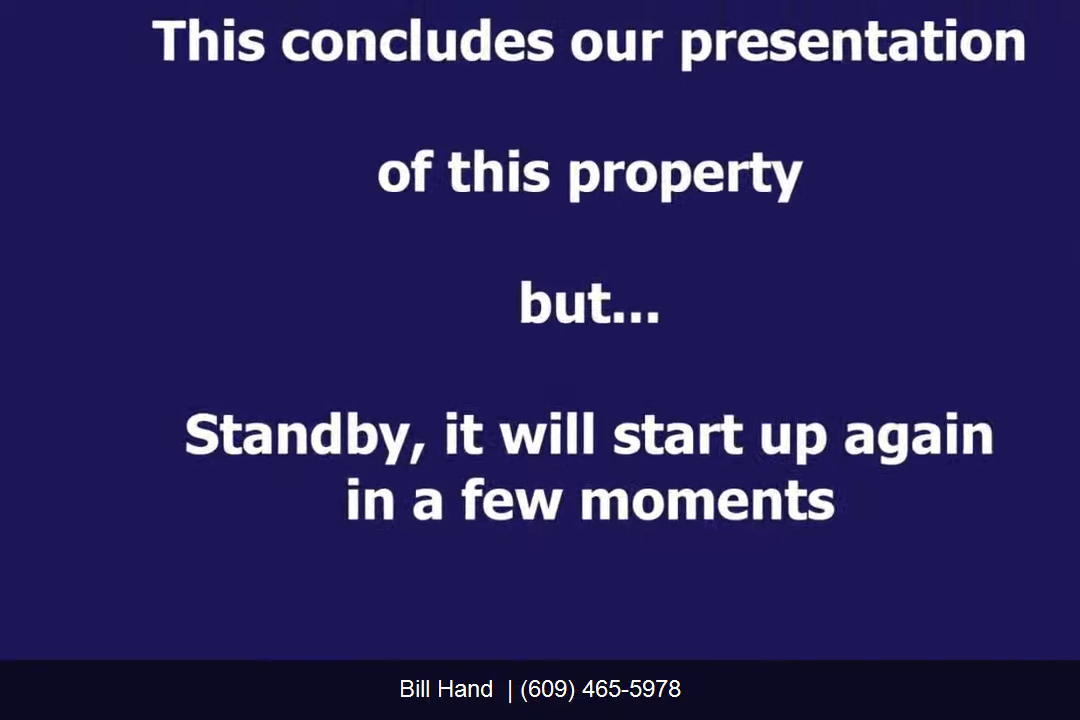 This concludes our presentation
of this property
but...
Standby, it will start up again
in a few moments
Bill Hand | (609) 465-5978